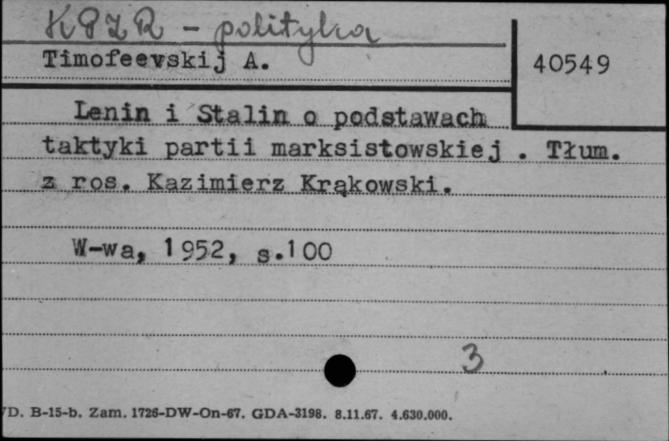 KPZR - polityka
Timofeevskij A.
40549
Lenin i Stalin o podstawach
taktyki partii marksistowskiej . Tłum.
z ros. Kazimierz Krąkowski.
W-wa, 1952, s.100
3
D. B-15-b. Zam. 1726-DW-On-67. GDA-3198. 8.11.67. 4.630.000.